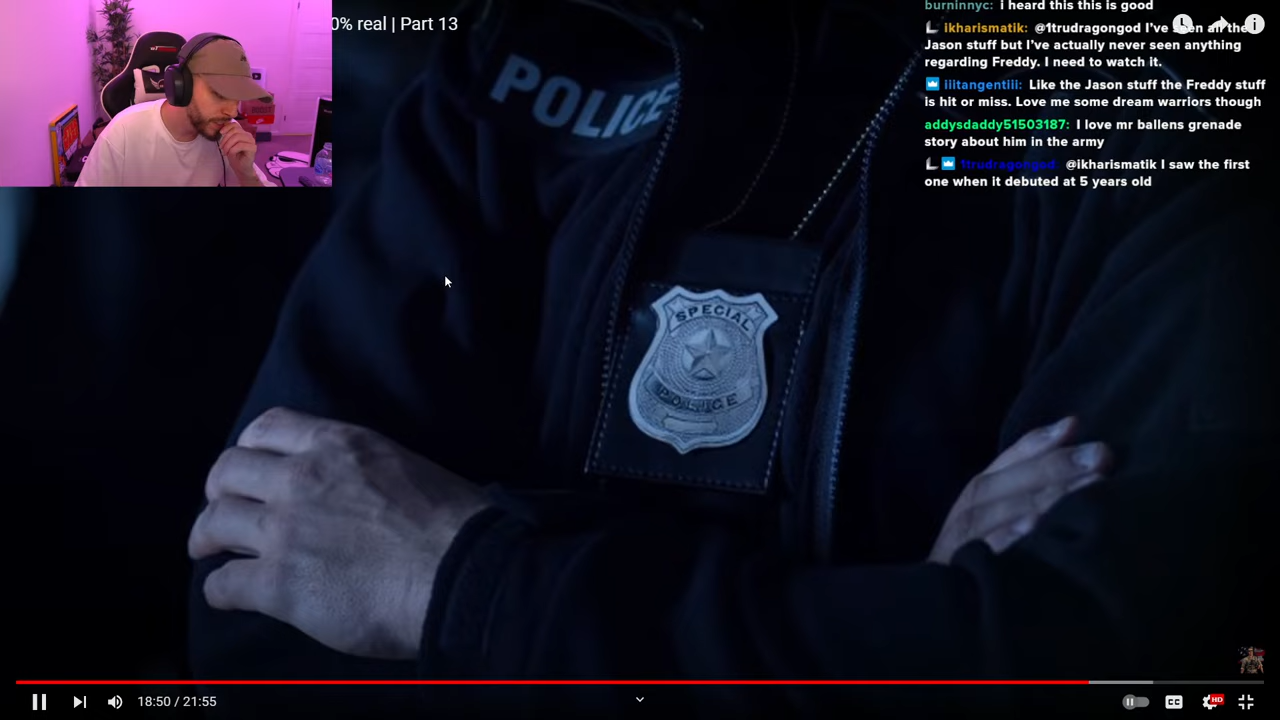 0% real | Part 13
burninnyc: i heard this this is good
ikharismatik: @1trudragongod I've seen all the
Jason stuff but I've actually never seen anything
regarding Freddy. I need to watch it.
iiitangentiii: Like the Jason stuff the Freddy stuff
is hit or miss. Love me some dream warriors though
addysdaddy51503187: I love mr ballens grenade
story about him in the army
1trudragongod: @ikharismatik I saw the first
one when it debuted at 5 years old
POLICE
SPECIAL
POLICE
18:50 / 21:55
CC
HD